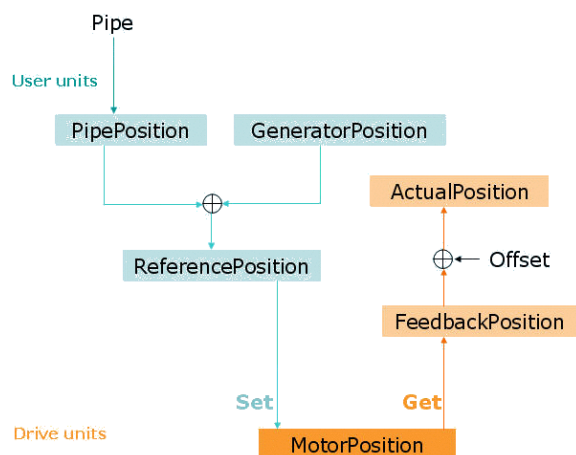 Pipe
User units
PipePosition
GeneratorPosition
ActualPosition
Offset
ReferencePosition
FeedbackPosition
Set
Get
Drive units
MotorPosition